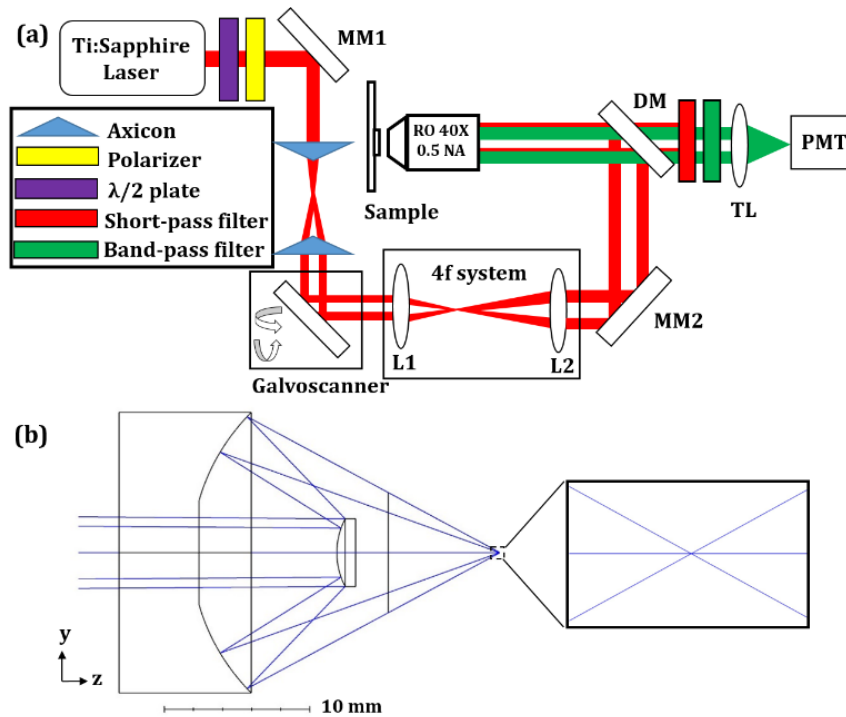 (a)
Ti:Sapphire
Laser
MM1
Axicon
Polarizer
λ/2 plate
Short-pass filter
Band-pass filter
RO 40X
0.5 NA
Sample
DM
PMT
TL
4f system
MM2
L1
L2
Galvoscanner
(b)
y
z
10 mm